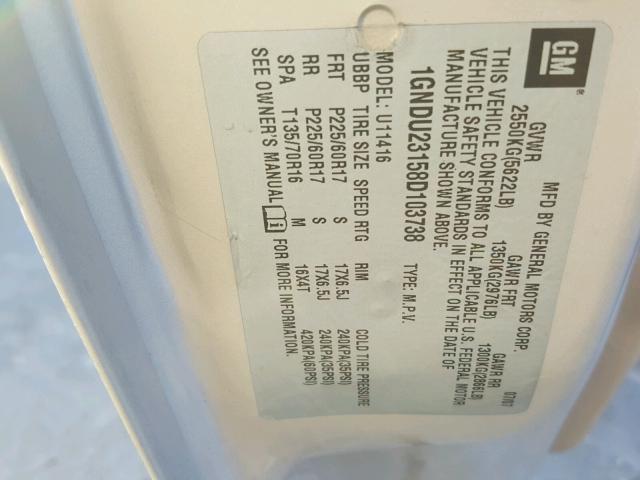 GM®
MFD BY GENERAL MOTORS CORP. 07/07
GVWR GAWR FRT GAWR RR
2550KG(5622LB) 1350KG(2976LB) 1300KG(2866LB)
THIS VEHICLE CONFORMS TO ALL APPLICABLE U.S. FEDERAL MOTOR
VEHICLE SAFETY STANDARDS IN EFFECT ON THE DATE OF
MANUFACTURE SHOWN ABOVE.
1GNDU23158D103738 TYPE: M.P.V.
MODEL: U11416
UBBP TIRE SIZE SPEED RTG RIM COLD TIRE PRESSURE
FRT P225/60R17 S 17X6.5J 240KPA(35PSI)
RR P225/60R17 S 17X6.5J 240KPA(35PSI)
SPA T135/70R16 M 16X4T 420KPA(60PSI)
SEE OWNER'S MANUAL FOR MORE INFORMATION.